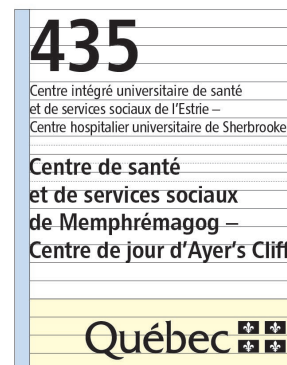 435
Centre intégré universitaire de santé
et de services sociaux de l'Estrie –
Centre hospitalier universitaire de Sherbrooke
Centre de santé
et de services sociaux
de Memphrémagog –
Centre de jour d'Ayer's Cliff
Québec